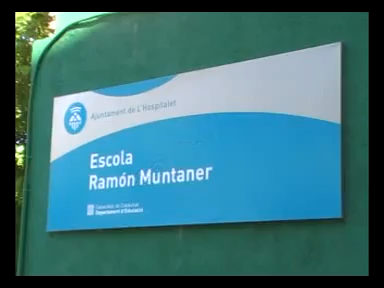 Ajuntament de L'Hospitalet
Escola
Ramón Muntaner
Generalitat de Catalunya
Departament d'Educació